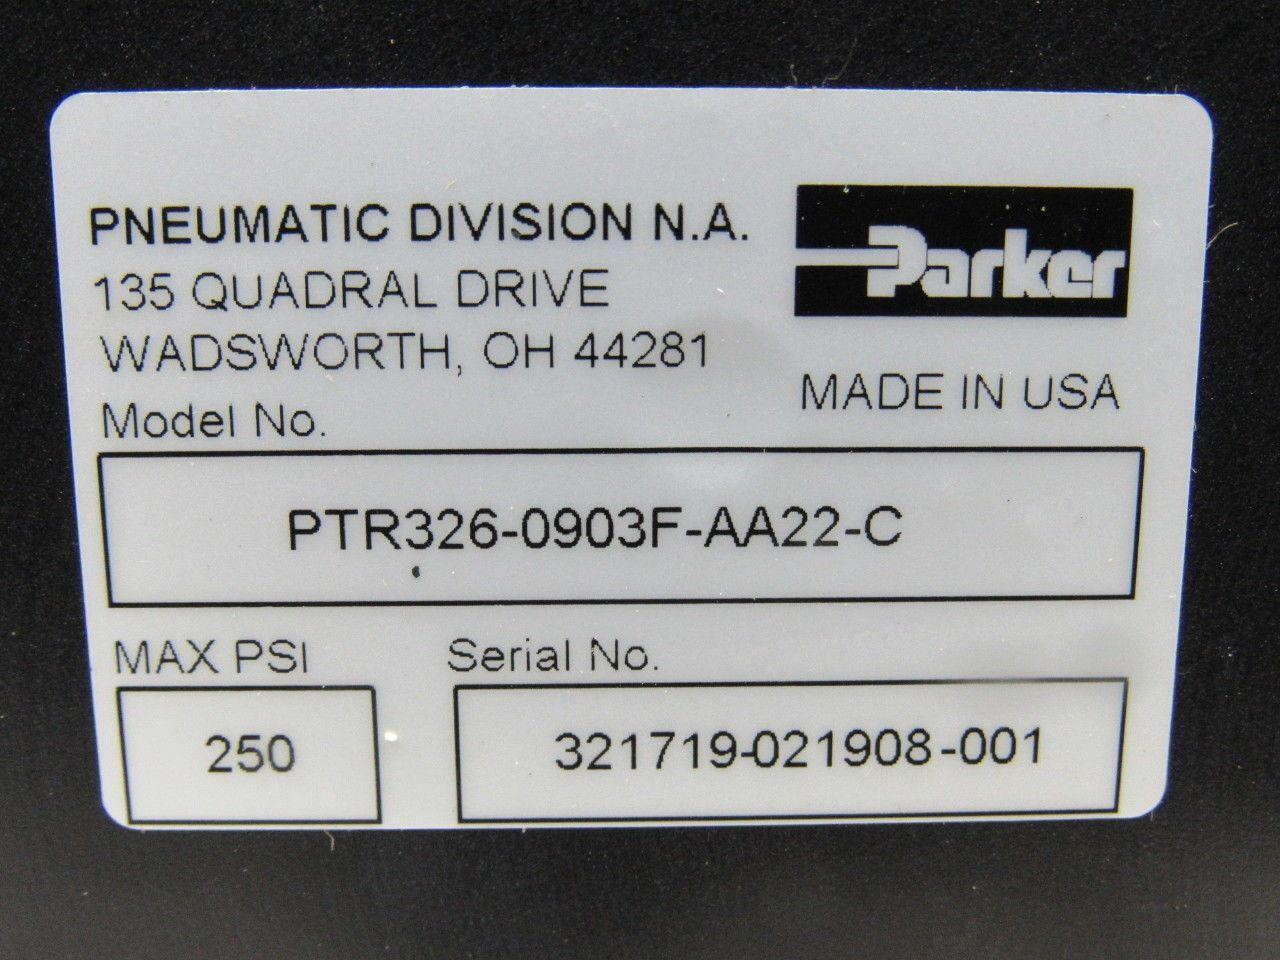 PNEUMATIC DIVISION N.A.
135 QUADRAL DRIVE
WADSWORTH, OH 44281
Parker
MADE IN USA
Model No.
PTR326-0903F-AA22-C
MAX PSI
250
Serial No.
321719-021908-001